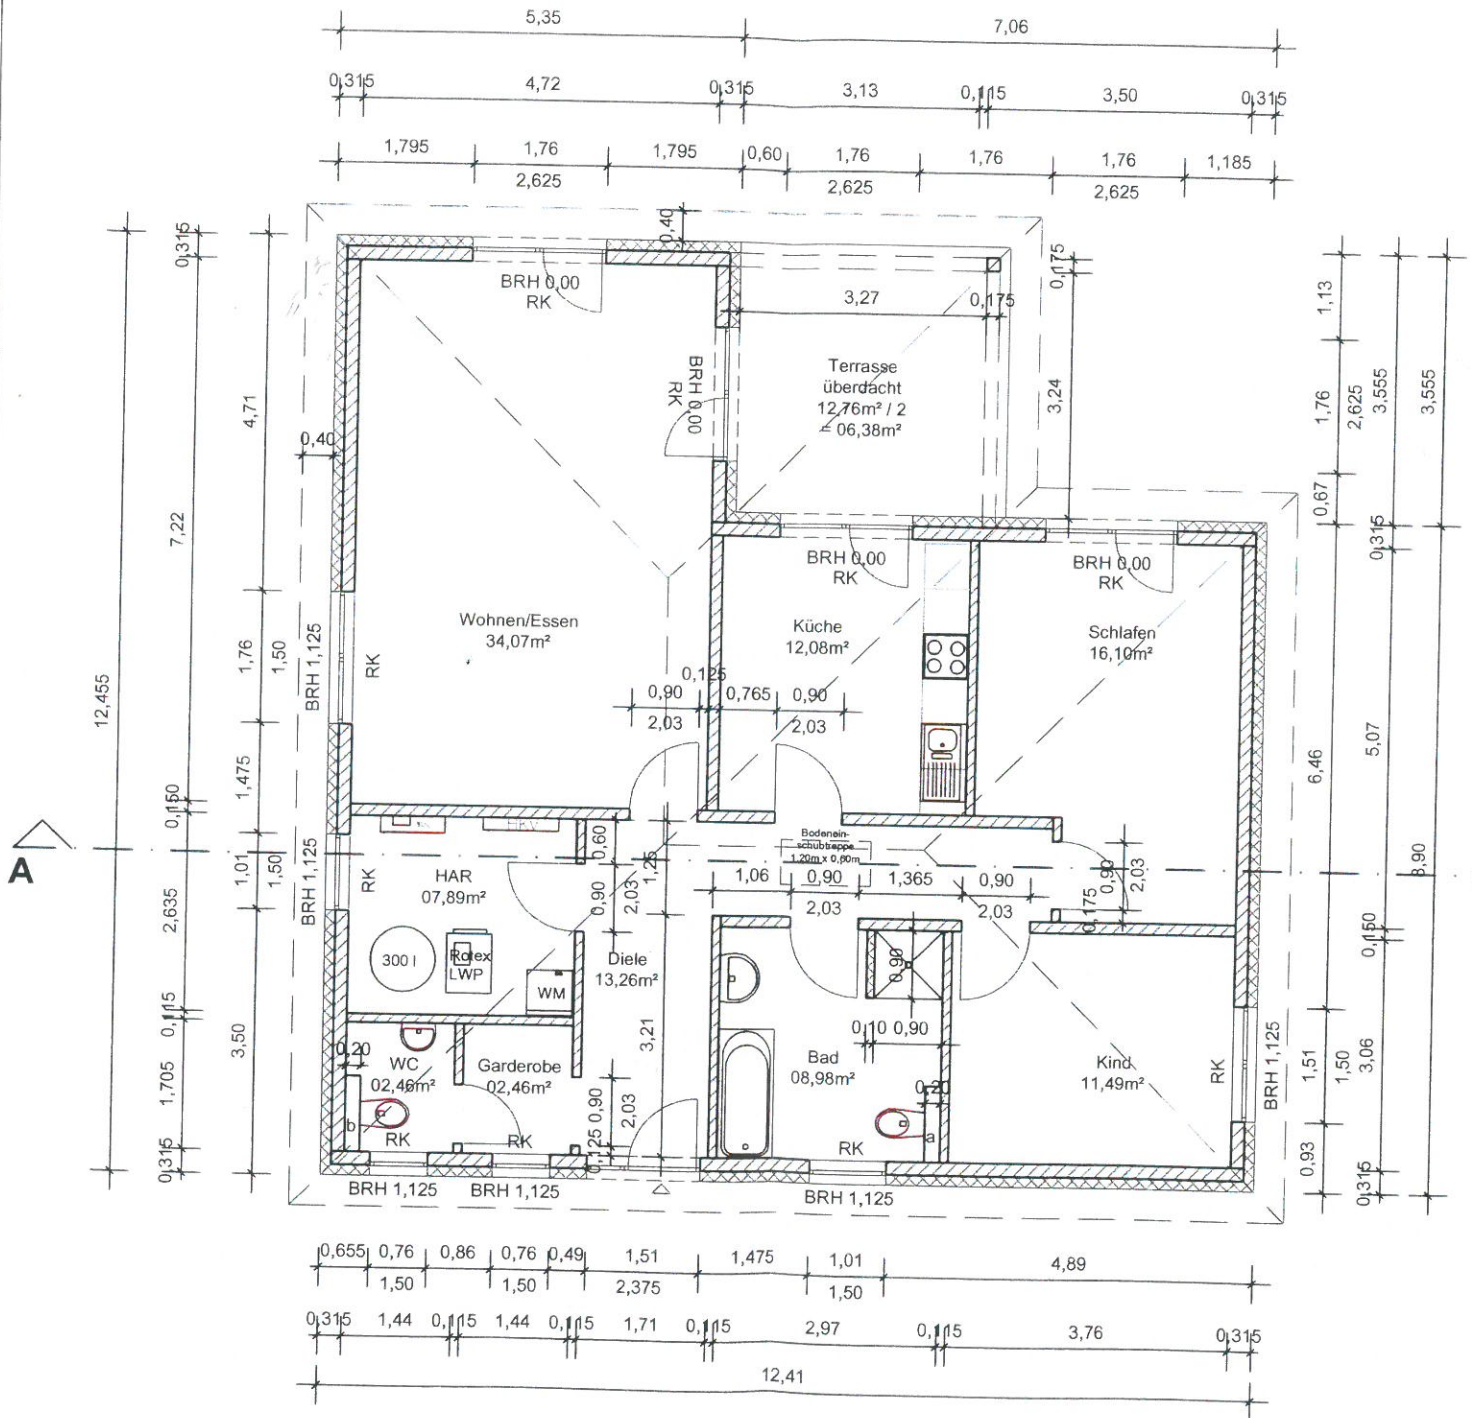 5,35
7,06
0,315
4,72
0,315
3,13
0,115
3,50
0,315
1,795
1,76
1,795
0,60
1,76
1,76
1,76
1,185
2,625
2,625
2,625
0,40
BRH 0,00
RK
3,27
0,175
0,175
BRH 0,00
RK
Terrasse
überdacht
12,76m² / 2
= 06,38m²
3,24
0,40
12,455
0,315
7,22
0,150
2,635
0,115
1,705
0,315
4,71
1,76
1,50
1,475
1,01
1,50
3,50
1,13
1,76
2,625
0,67
3,555
3,555
0,315
6,46
5,07
8,90
0,150
1,51
1,50
3,06
0,93
0,315
BRH 0,00
RK
BRH 0,00
RK
BRH 1,125
RK
Wohnen/Essen
34,07m²
Küche
12,08m²
Schlafen
16,10m²
0,125
0,90
2,03
0,765
0,90
2,03
A
BRH 1,125
RK
HAR
07,89m²
0,60
0,90
2,03
1,25
Bodenein-
schubtreppe
1,20m x 0,60m
1,06
0,90
2,03
1,365
0,90
2,03
0,90
2,03
0,175
300 l
Rotex
LWP
WM
Diele
13,26m²
0,90
0,10
0,90
3,21
0,20
WC
02,46m²
Garderobe
02,46m²
Bad
08,98m²
0,20
Kind
11,49m²
RK
BRH 1,125
b
RK
RK
0,90
2,03
0,125
RK
a
BRH 1,125
BRH 1,125
BRH 1,125
0,655
0,76
0,86
0,76
0,49
1,51
1,475
1,01
4,89
1,50
1,50
2,375
1,50
0,315
1,44
0,115
1,44
0,115
1,71
0,115
2,97
0,115
3,76
0,315
12,41